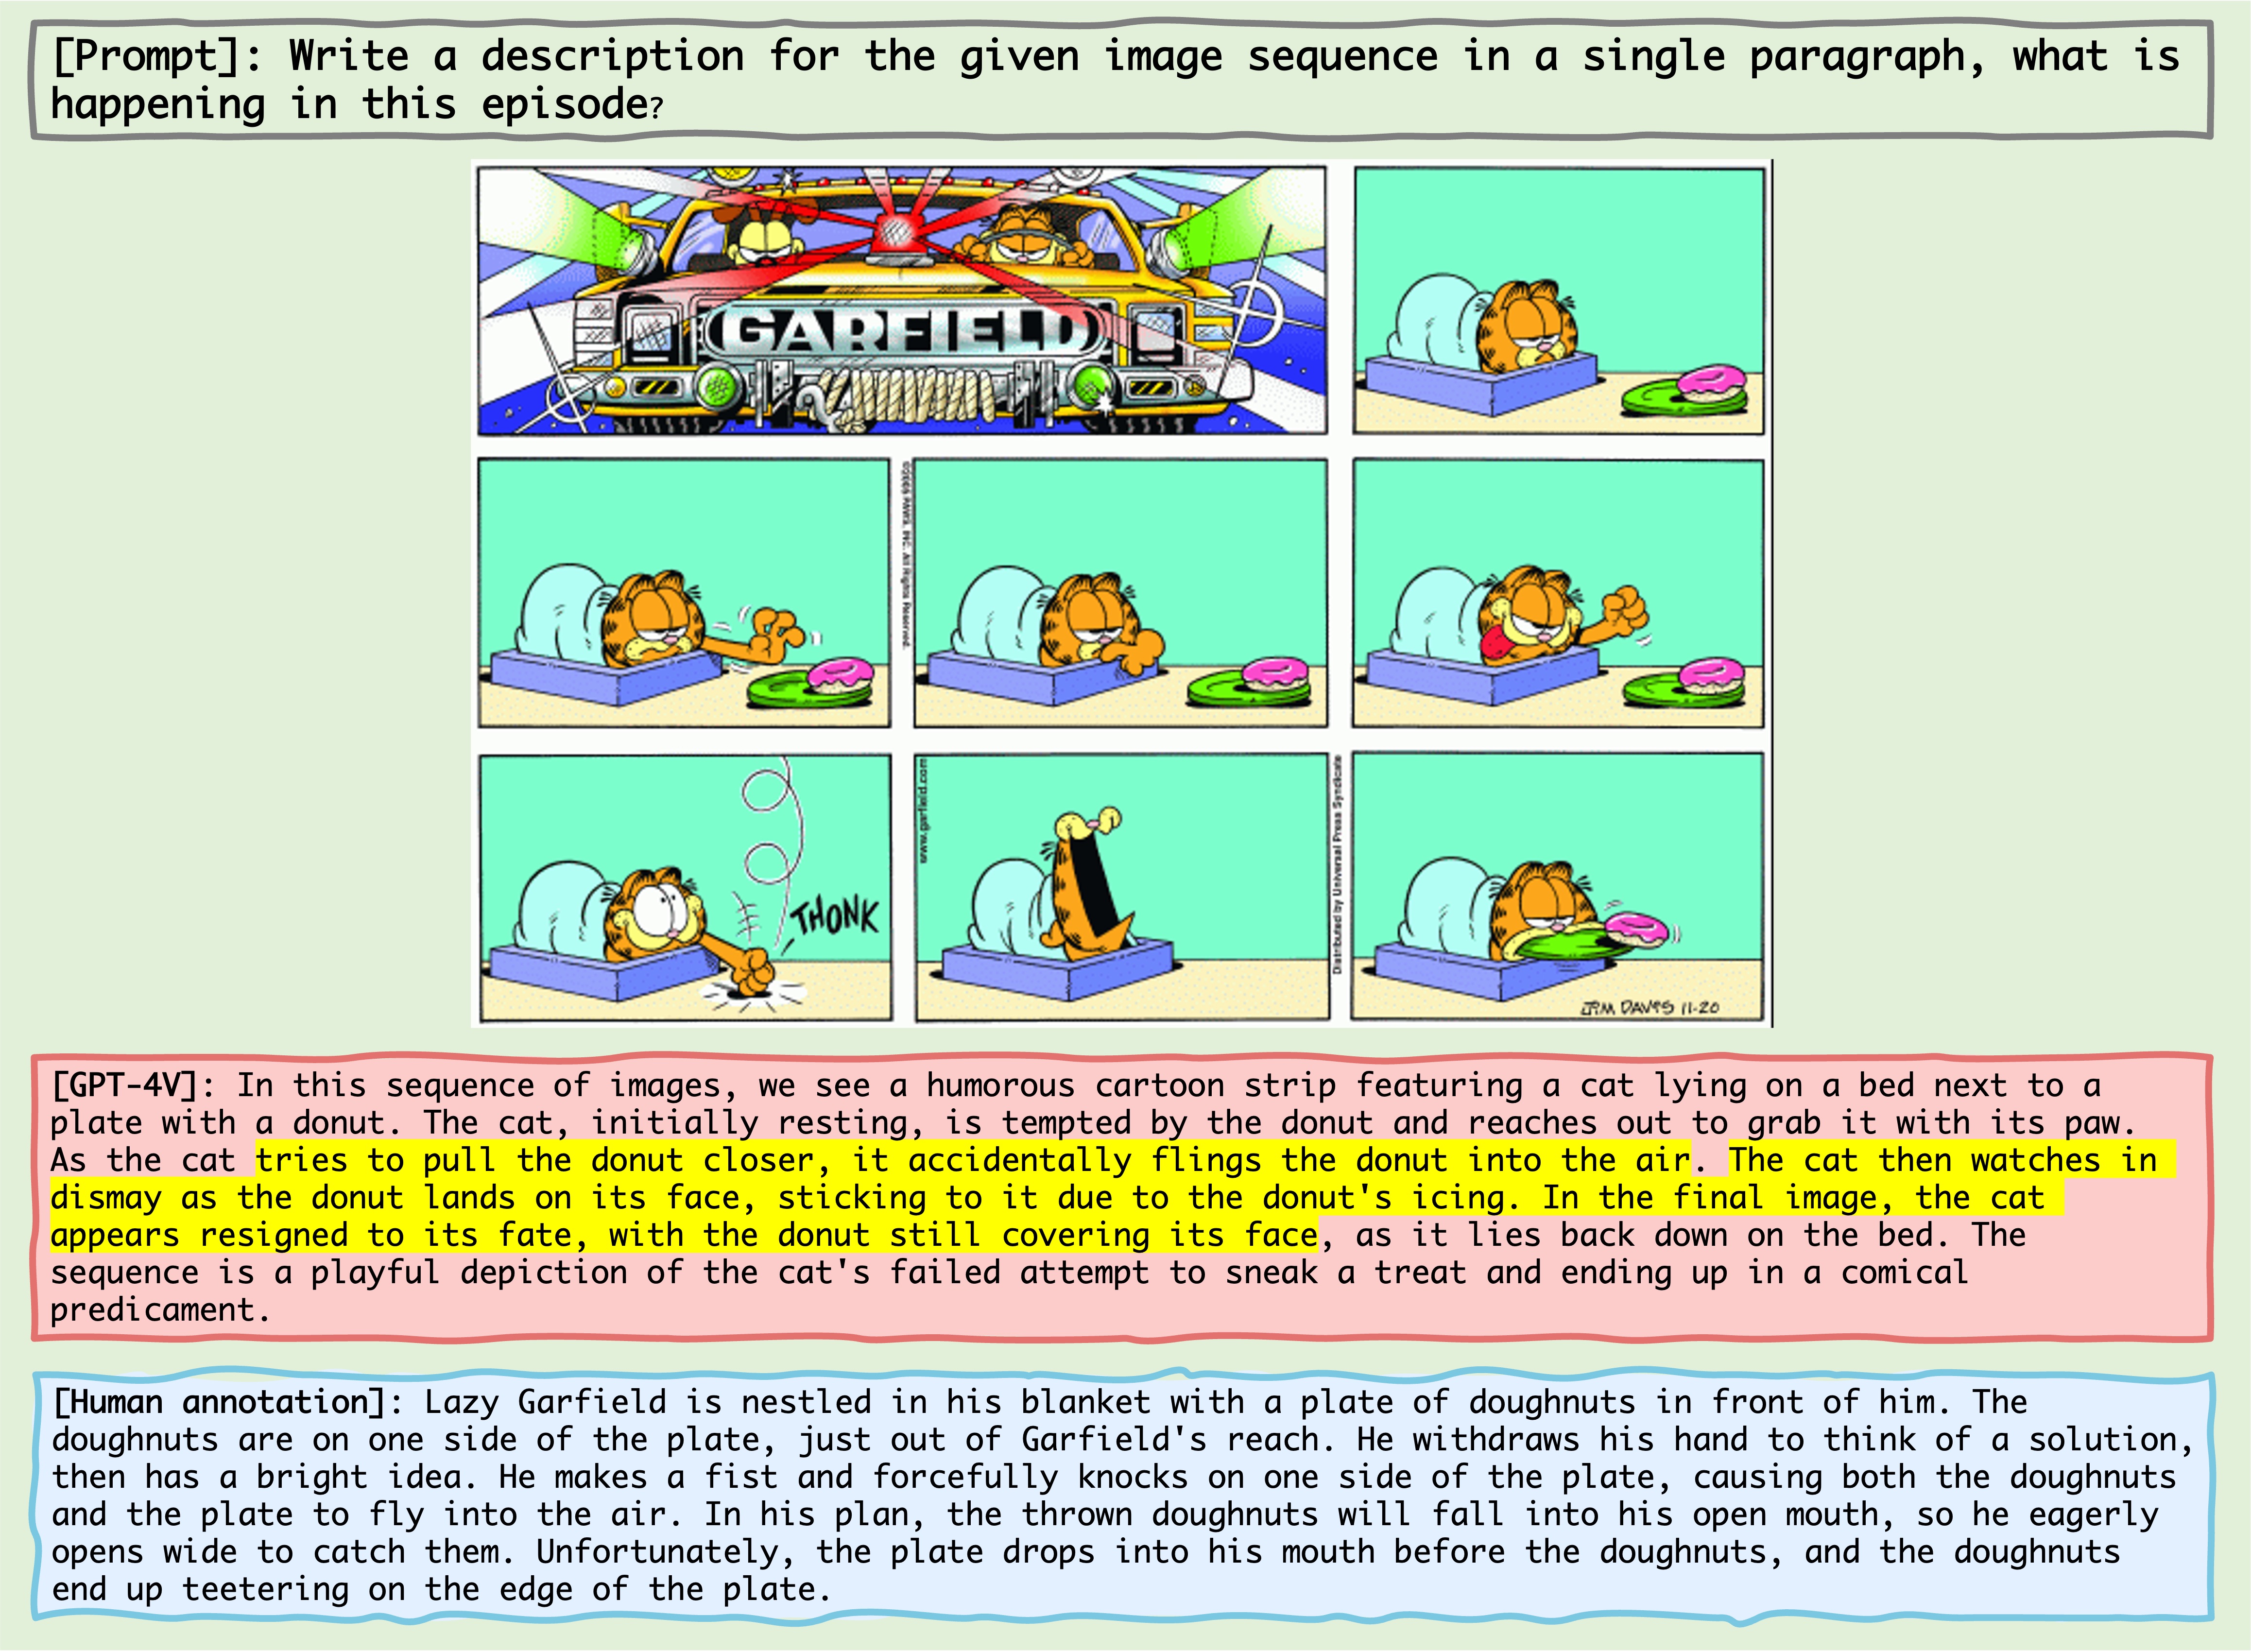 [Prompt]: Write a description for the given image sequence in a single paragraph, what is
happening in this episode?
GARFIELD
©2005 PAWS, INC. All Rights Reserved.
THONK
www.garfield.com
Distributed by Universal Press Syndicate
JIM DAVIS 11-20
[GPT-4V]: In this sequence of images, we see a humorous cartoon strip featuring a cat lying on a bed next to a
plate with a donut. The cat, initially resting, is tempted by the donut and reaches out to grab it with its paw.
As the cat tries to pull the donut closer, it accidentally flings the donut into the air. The cat then watches in
dismay as the donut lands on its face, sticking to it due to the donut's icing. In the final image, the cat
appears resigned to its fate, with the donut still covering its face, as it lies back down on the bed. The
sequence is a playful depiction of the cat's failed attempt to sneak a treat and ending up in a comical
predicament.
[Human annotation]: Lazy Garfield is nestled in his blanket with a plate of doughnuts in front of him. The
doughnuts are on one side of the plate, just out of Garfield's reach. He withdraws his hand to think of a solution,
then has a bright idea. He makes a fist and forcefully knocks on one side of the plate, causing both the doughnuts
and the plate to fly into the air. In his plan, the thrown doughnuts will fall into his open mouth, so he eagerly
opens wide to catch them. Unfortunately, the plate drops into his mouth before the doughnuts, and the doughnuts
end up teetering on the edge of the plate.